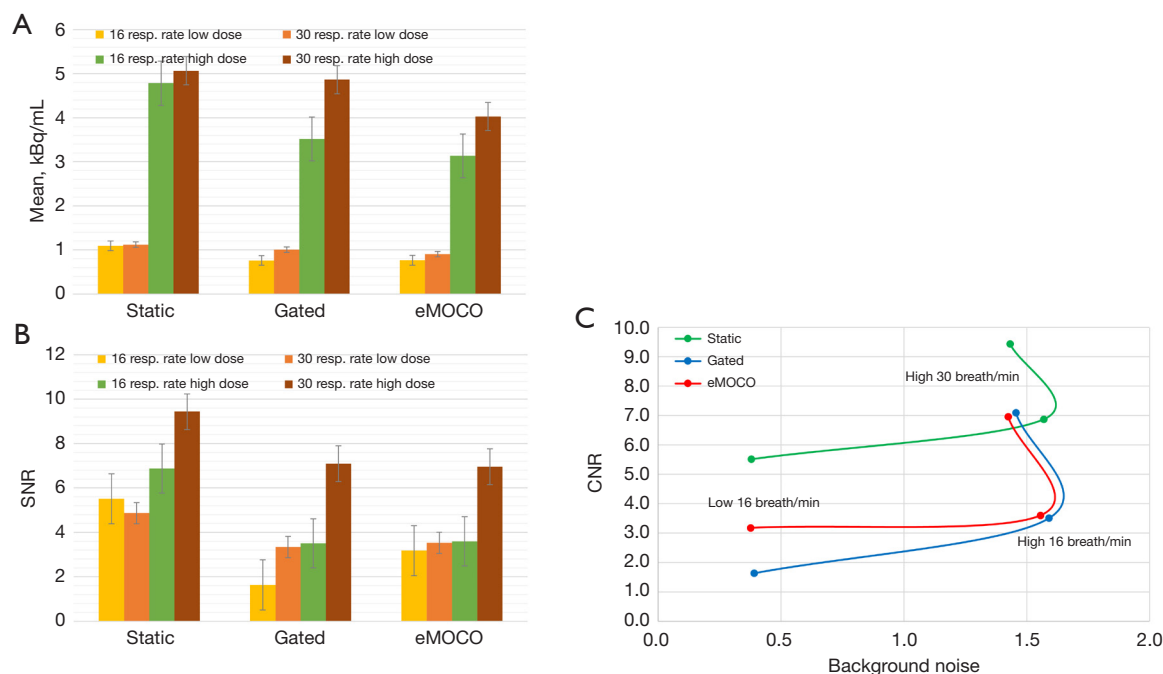 A
6
5
4
3
2
1
0
Mean, kBq/mL
16 resp. rate low dose
30 resp. rate low dose
16 resp. rate high dose
30 resp. rate high dose
Static
Gated
eMOCO
B
12
10
8
6
4
2
0
SNR
16 resp. rate low dose
30 resp. rate low dose
16 resp. rate high dose
30 resp. rate high dose
Static
Gated
eMOCO
C
10.0
9.0
8.0
7.0
6.0
5.0
4.0
3.0
2.0
1.0
0.0
CNR
Static
Gated
eMOCO
High 30 breath/min
Low 16 breath/min
High 16 breath/min
0.0 0.5 1.0 1.5 2.0
Background noise